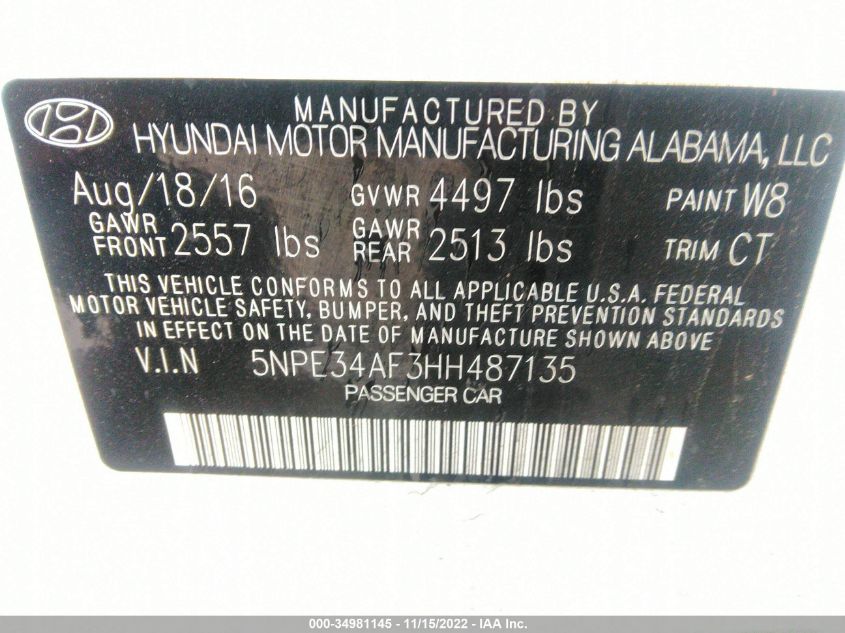 MANUFACTURED BY
HYUNDAI MOTOR MANUFACTURING ALABAMA, LLC
Aug/18/16 GVWR 4497 lbs PAINT W8
GAWR FRONT 2557 lbs GAWR REAR 2513 lbs TRIM CT
THIS VEHICLE CONFORMS TO ALL APPLICABLE U.S.A. FEDERAL
MOTOR VEHICLE SAFETY, BUMPER, AND THEFT PREVENTION STANDARDS
IN EFFECT ON THE DATE OF MANUFACTURE SHOWN ABOVE
V.I.N 5NPE34AF3HH487135
PASSENGER CAR
000-34981145 - 11/15/2022 - IAA Inc.